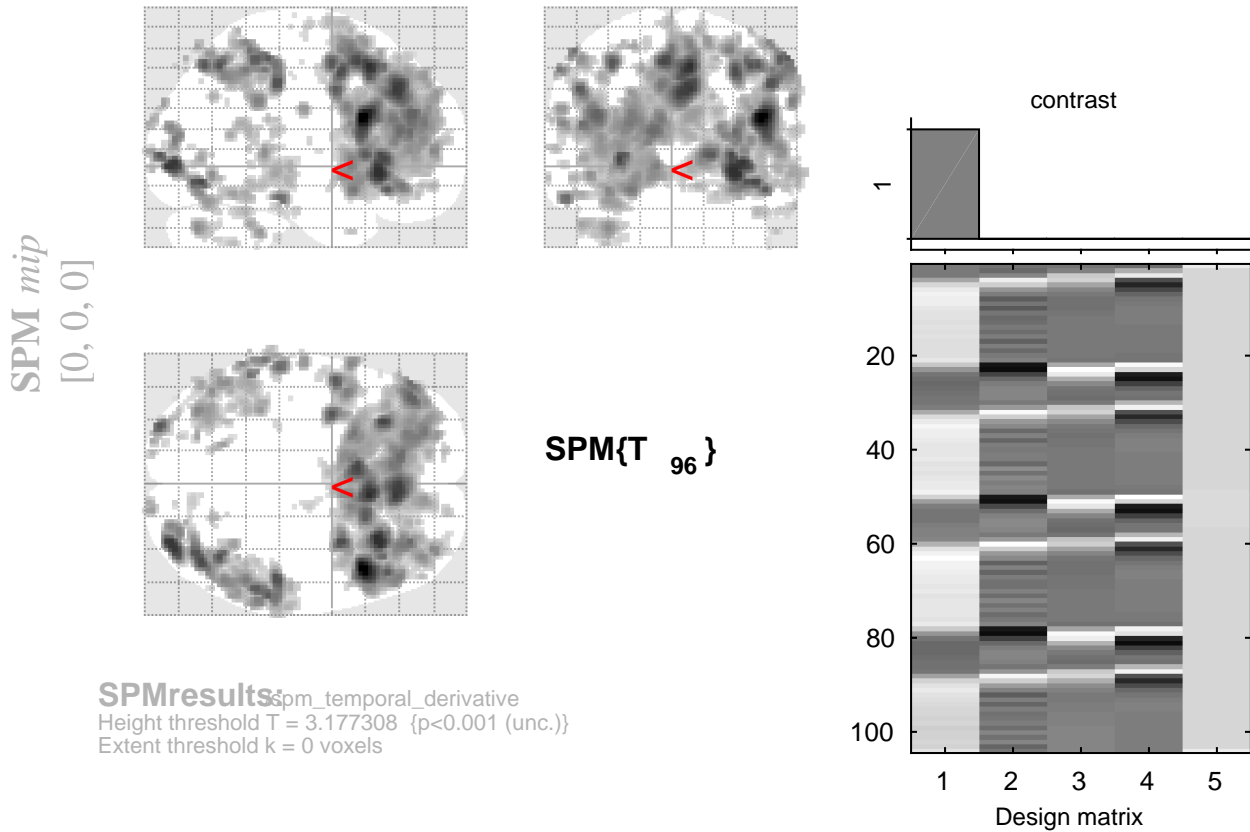 SPM mip
[0, 0, 0]
<
<
<
SPM{T 96}
contrast
1
20
40
60
80
100
1 2 3 4 5
Design matrix
SPMresults: spm_temporal_derivative
Height threshold T = 3.177308 {p<0.001 (unc.)}
Extent threshold k = 0 voxels